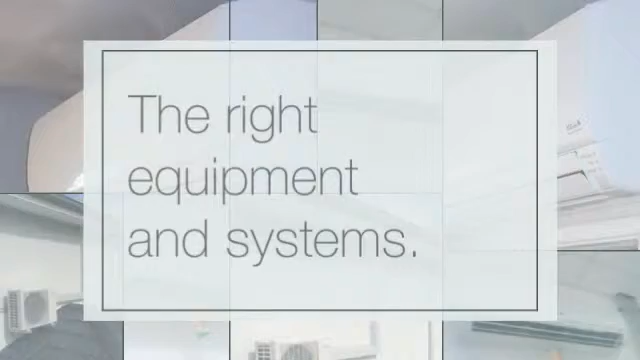 The right
equipment
and systems.